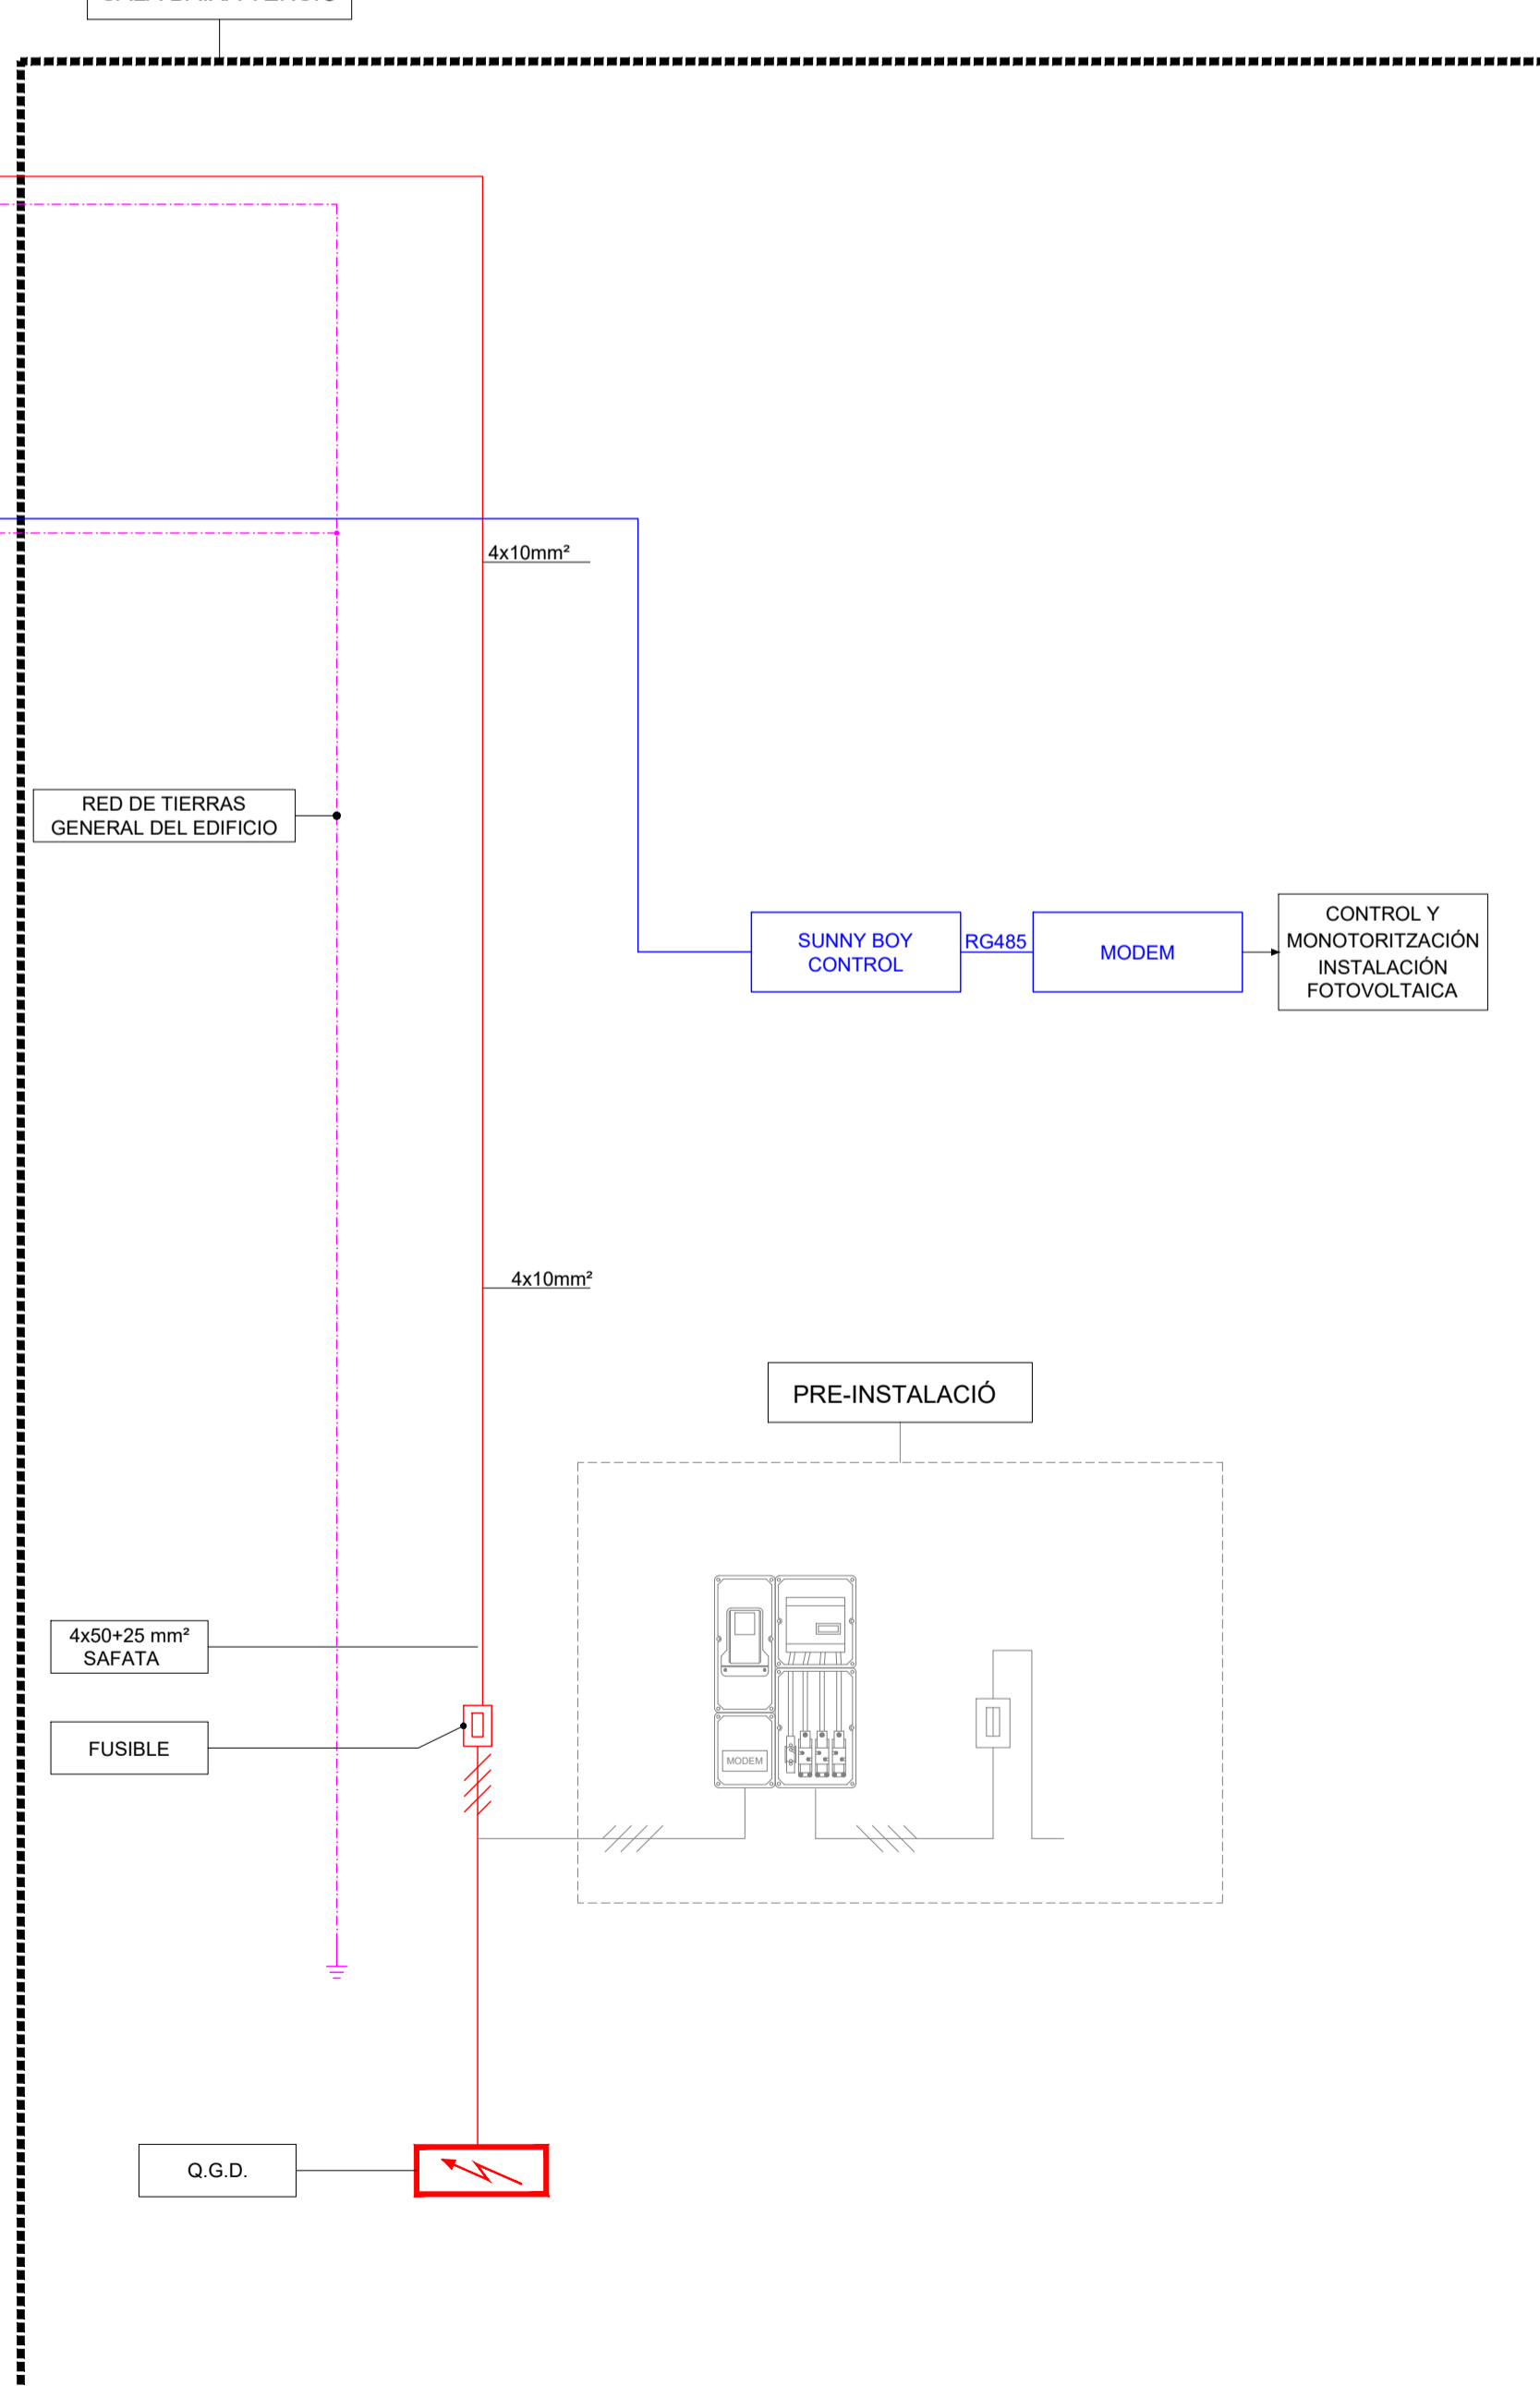 4x10mm²
RED DE TIERRAS
GENERAL DEL EDIFICIO
SUNNY BOY
CONTROL
RG485
MODEM
CONTROL Y
MONOTORITZACIÓN
INSTALACIÓN
FOTOVOLTAICA
4x10mm²
PRE-INSTALACIÓ
4x50+25 mm²
SAFATA
FUSIBLE
MODEM
Q.G.D.